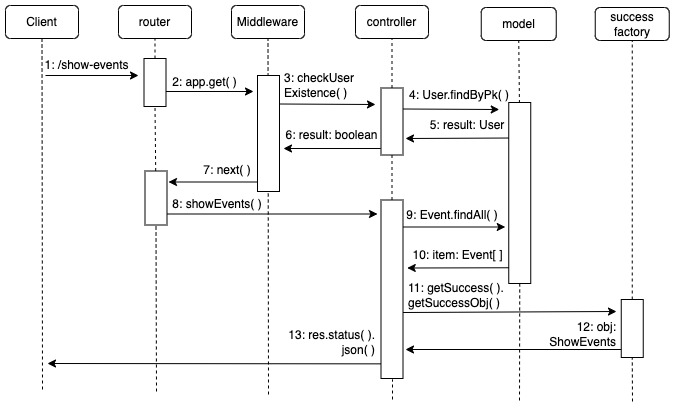 Client
router
Middleware
controller
model
success
factory
1: /show-events
2: app.get( )
3: checkUser
Existence( )
4: User.findByPk( )
5: result: User
6: result: boolean
7: next( )
8: showEvents( )
9: Event.findAll( )
10: item: Event[ ]
11: getSuccess( ).
getSuccessObj( )
12: obj:
ShowEvents
13: res.status( ).
json( )